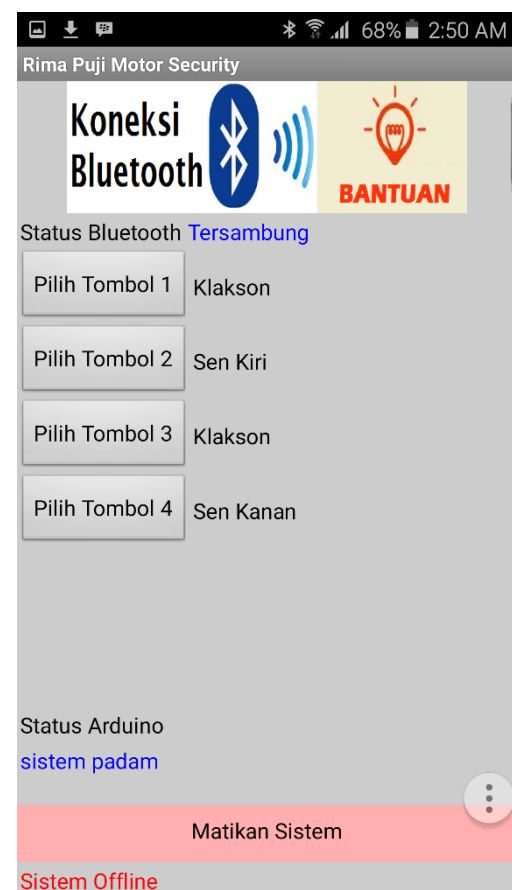 68% 2:50 AM
Rima Puji Motor Security
Koneksi
Bluetooth
BANTUAN
Status Bluetooth Tersambung
Pilih Tombol 1 Klakson
Pilih Tombol 2 Sen Kiri
Pilih Tombol 3 Klakson
Pilih Tombol 4 Sen Kanan
Status Arduino
sistem padam
Matikan Sistem
Sistem Offline